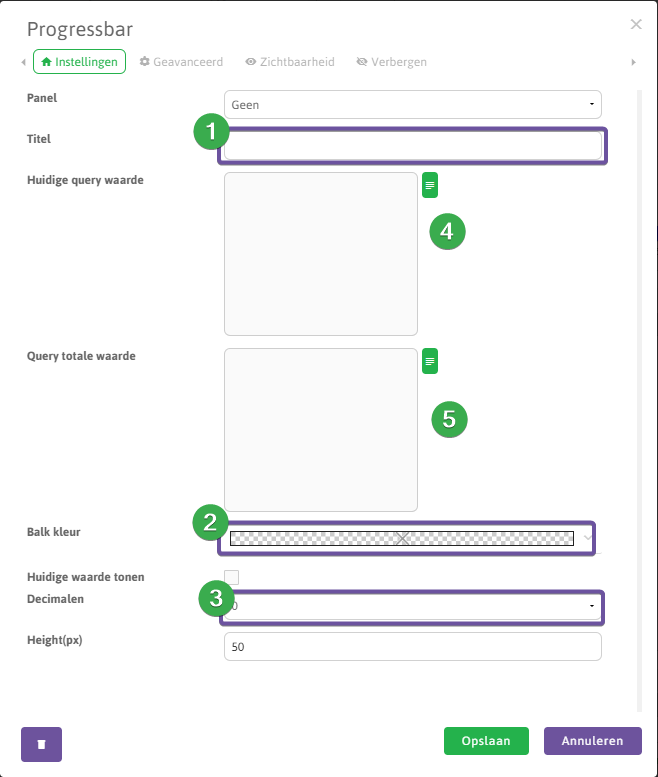 Progressbar
Instellingen Geavanceerd Zichtbaarheid Verbergen
Panel Geen
1
Titel
Huidige query waarde
4
Query totale waarde
5
2
Balk kleur
Huidige waarde tonen
Decimalen 3 0
Height(px) 50
Opslaan Annuleren